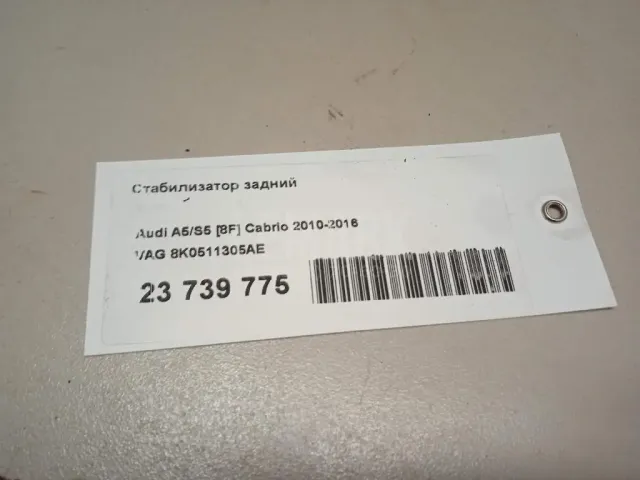 Стабилизатор задний
Audi A5/S5 [8F] Cabrio 2010-2016
VAG 8K0511305AE
23 739 775